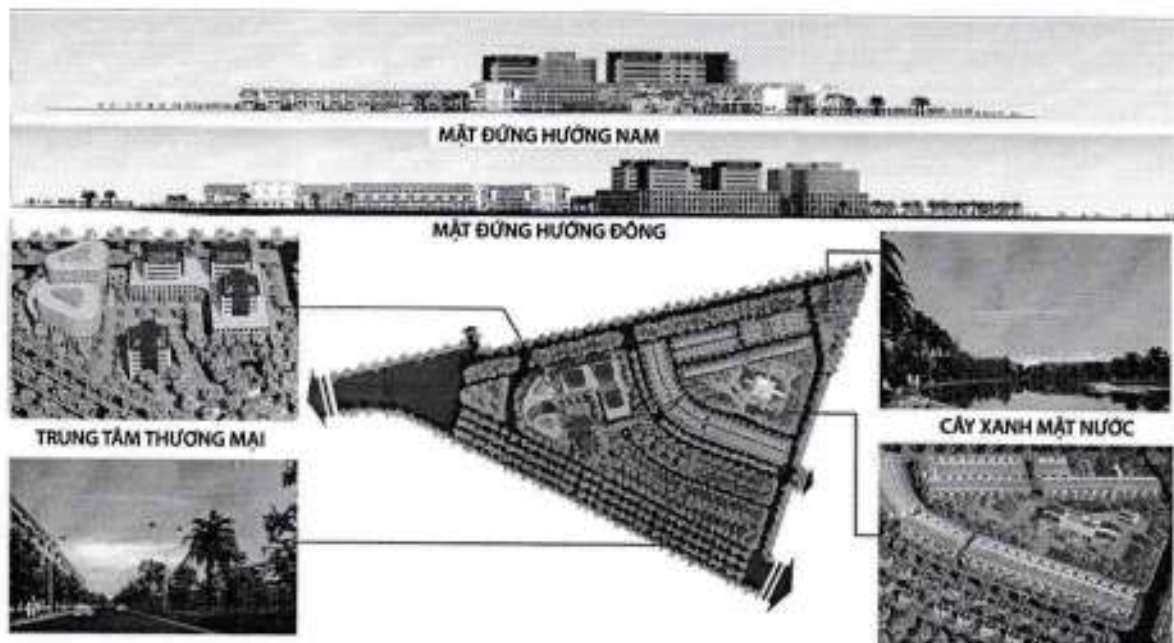 MẶT ĐỨNG HƯỚNG NAM
MẶT ĐỨNG HƯỚNG ĐÔNG
TRUNG TÂM THƯƠNG MẠI
CÂY XANH MẶT NƯỚC